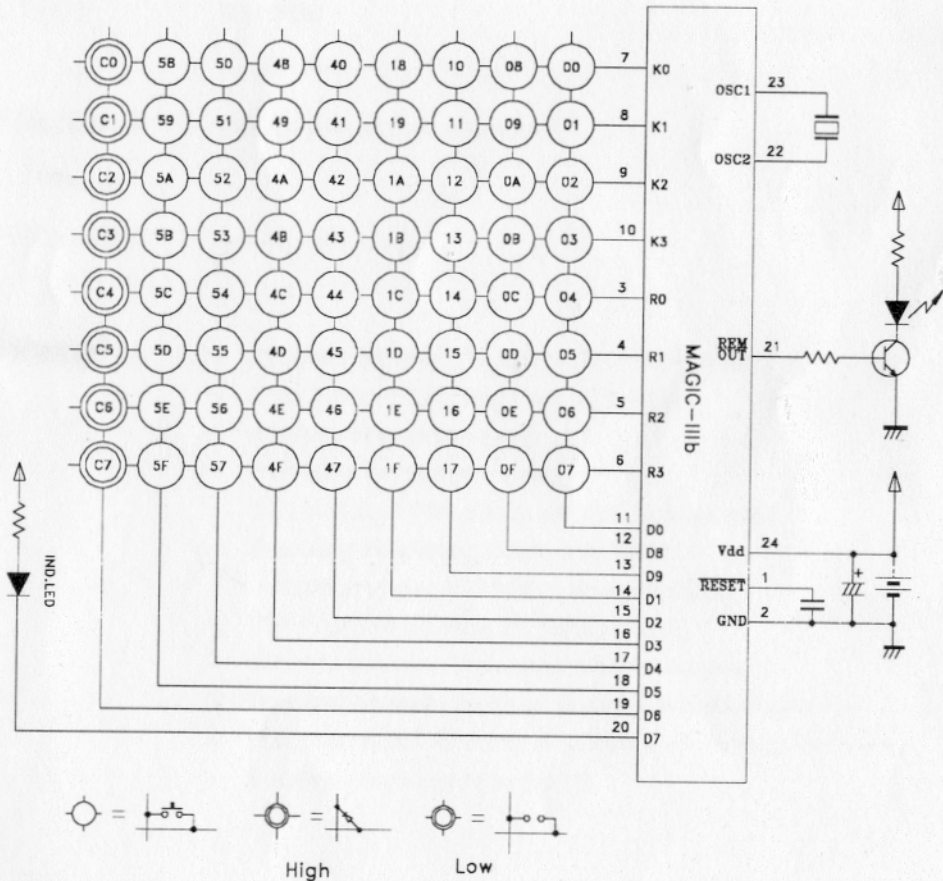 C0 58 50 48 40 18 10 08 00 7 K0
OSC1 23
C1 59 51 49 41 19 11 09 01 8 K1
OSC2 22
C2 5A 52 4A 42 1A 12 0A 02 9 K2
C3 5B 53 4B 43 1B 13 0B 03 10 K3
C4 5C 54 4C 44 1C 14 0C 04 3 R0
C5 5D 55 4D 45 1D 15 0D 05 4 R1
REM OUT 21
MAGIC-IIIb
C6 5E 56 4E 46 1E 16 0E 06 5 R2
C7 5F 57 4F 47 1F 17 0F 07 6 R3
IND.LED
11 D0
12 D8
13 D9
14 D1
15 D2
16 D3
17 D4
18 D5
19 D6
20 D7
Vdd 24
RESET 1
GND 2
+
= = =
High Low